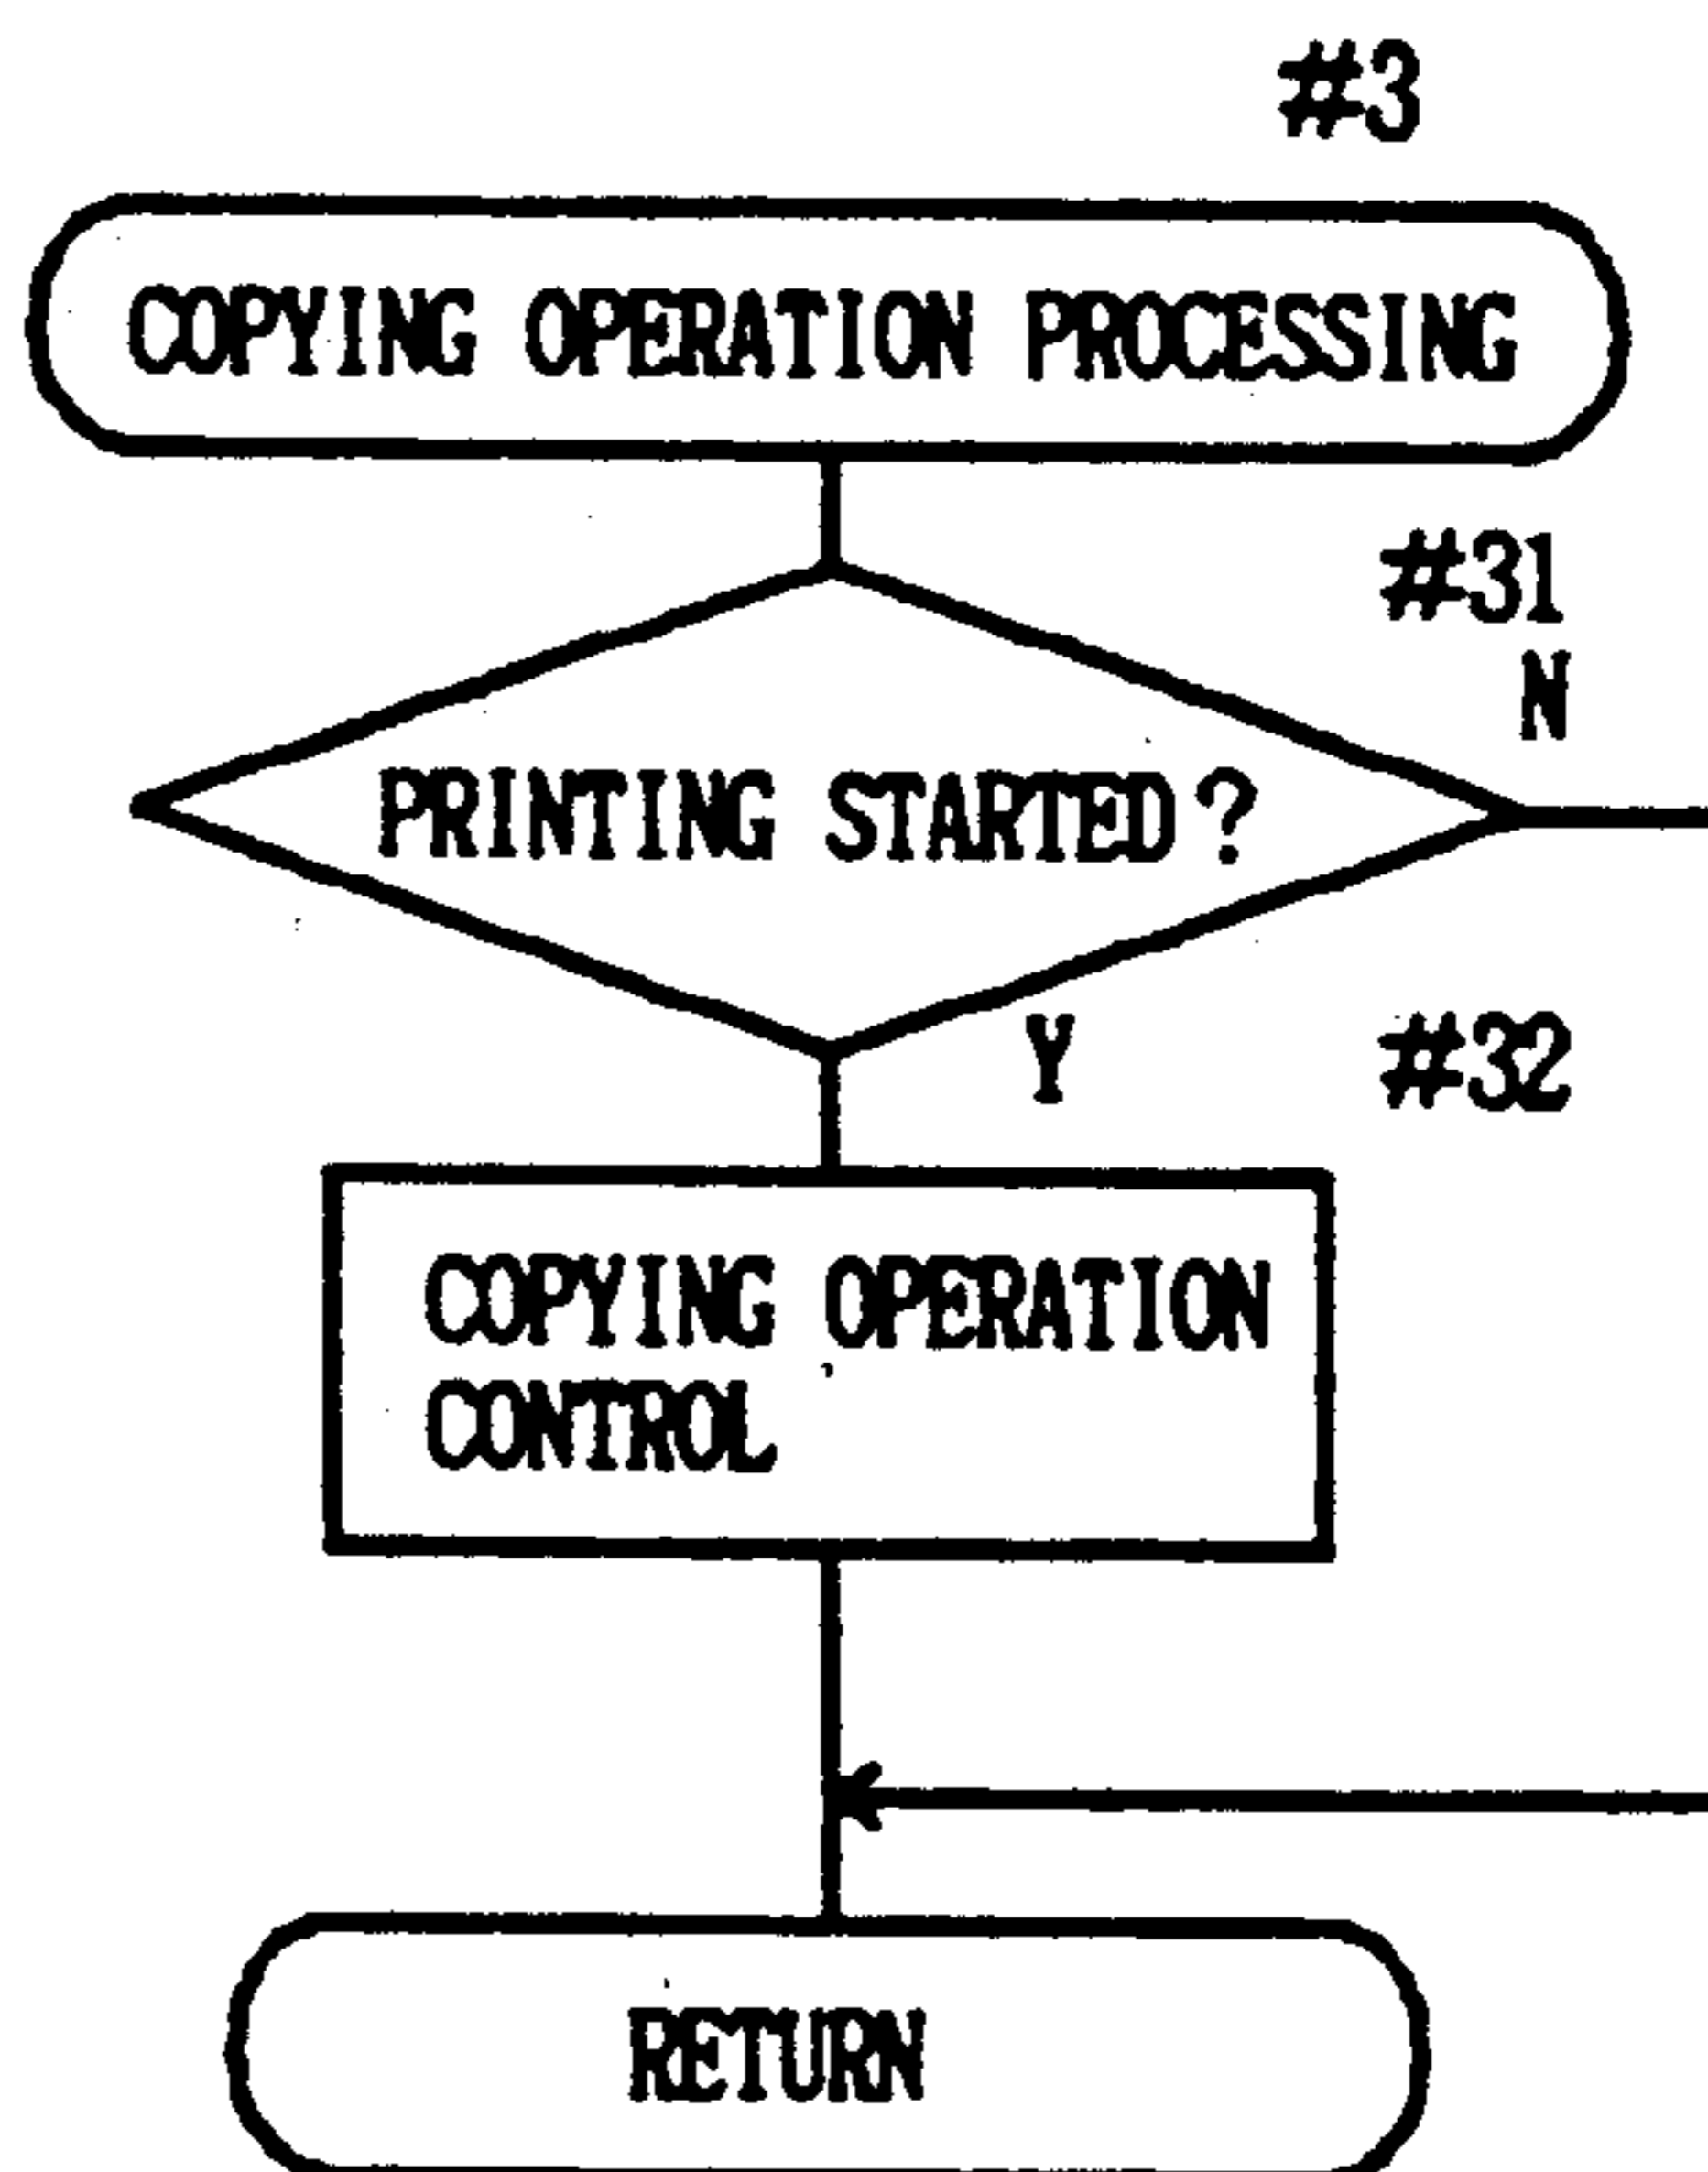 #3
COPYING OPERATION PROCESSING
#31
N
PRINTING STARTED?
Y
#32
COPYING OPERATION
CONTROL
RETURN